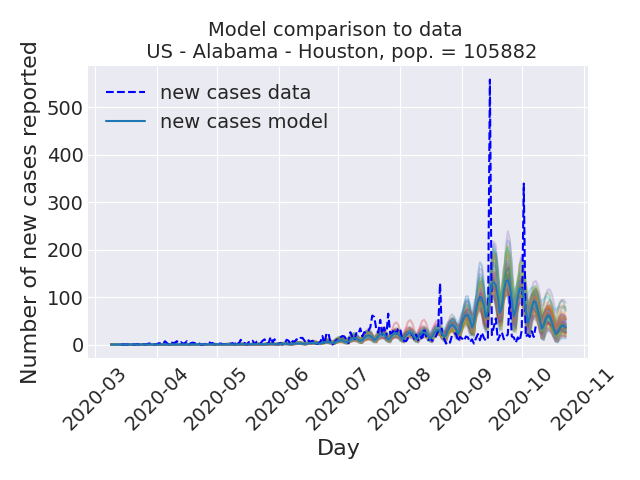 Model comparison to data
US - Alabama - Houston, pop. = 105882
new cases data
new cases model
Number of new cases reported
500
400
300
200
100
0
2020-03
2020-04
2020-05
2020-06
2020-07
2020-08
2020-09
2020-10
2020-11
Day